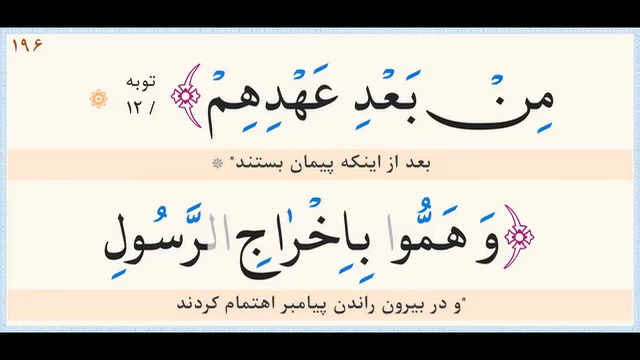 ۱۹۶
مِنْ بَعْدِ عَهْدِهِمْ ﴾ توبه / ۱۲
بعد از اینکه پیمان بستند"
﴿ وَ هَمُّوا بِاِخْرٰاجِ الرَّسُولِ
"و در بیرون راندن پیامبر اهتمام کردند